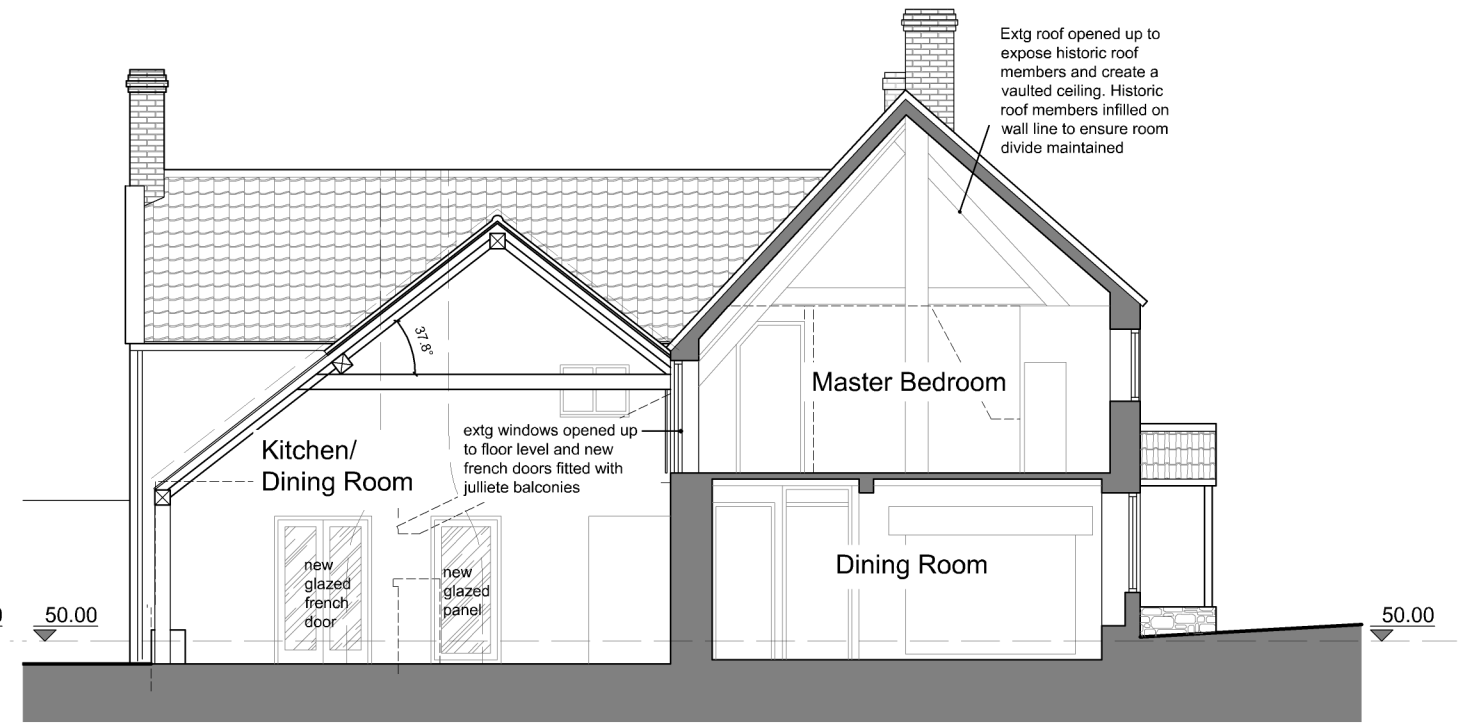 Extg roof opened up to
expose historic roof
members and create a
vaulted ceiling. Historic
roof members infilled on
wall line to ensure room
divide maintained
37.8°
Master Bedroom
extg windows opened up
to floor level and new
french doors fitted with
julliete balconies
Kitchen/
Dining Room
Dining Room
new
glazed
french
door
new
glazed
panel
0
50.00
50.00